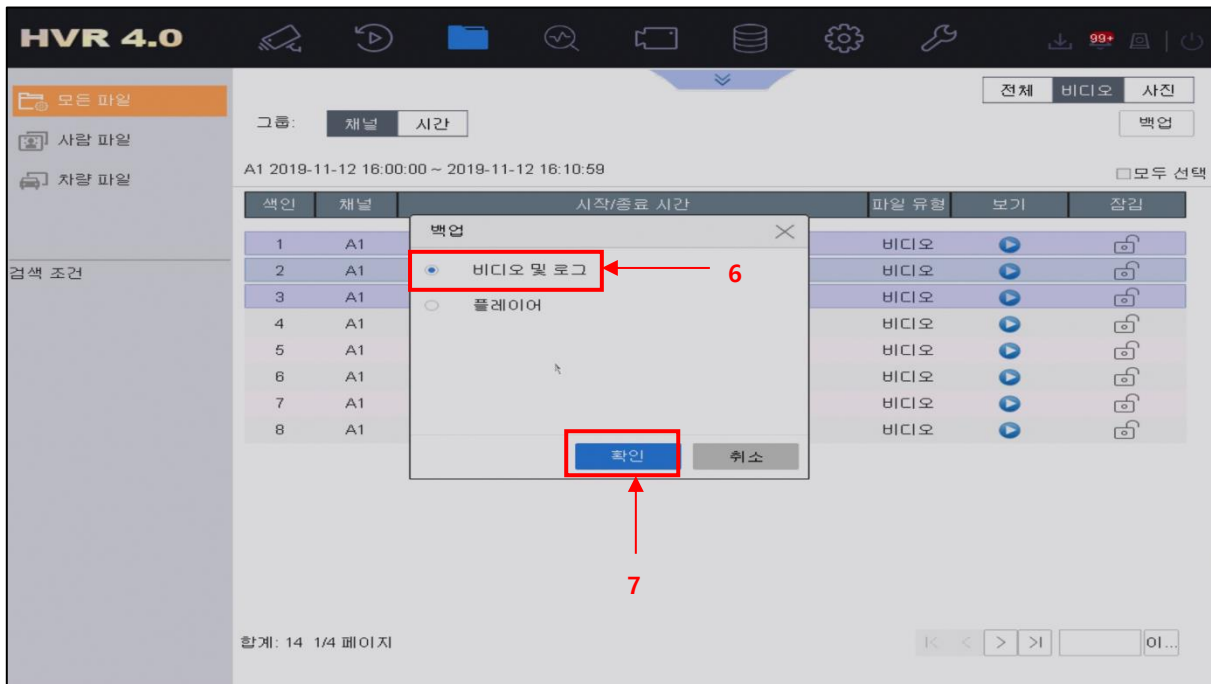 HVR 4.0
99+
모든 파일
사람 파일
차량 파일
검색 조건
전체 비디오 사진
그룹: 채널 시간
백업
A1 2019-11-12 16:00:00 ~ 2019-11-12 16:10:59
모두 선택
색인 채널 시작/종료 시간 파일 유형 보기 잠김
백업
1 A1 비디오
비디오 및 로그
6
2 A1 비디오
3 A1 비디오
플레이어
4 A1 비디오
5 A1 비디오
6 A1 비디오
7 A1 비디오
8 A1 비디오
확인 취소
7
합계: 14 1/4 페이지
이...